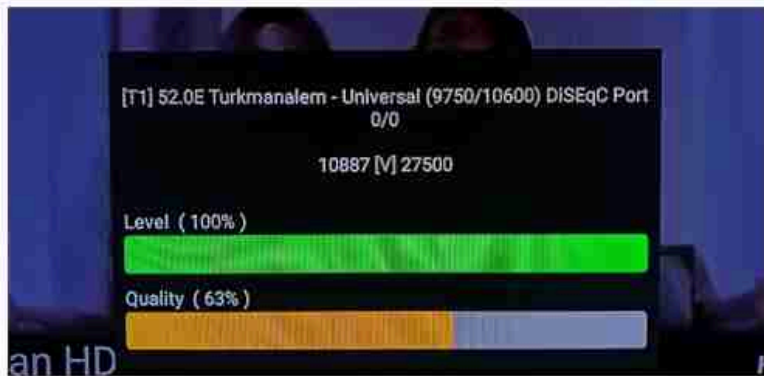 [T1] 52.0E Turkmanalem - Universal (9750/10600) DiSEqC Port
0/0
10887 [V] 27500
Level ( 100% )
Quality ( 63% )
an HD